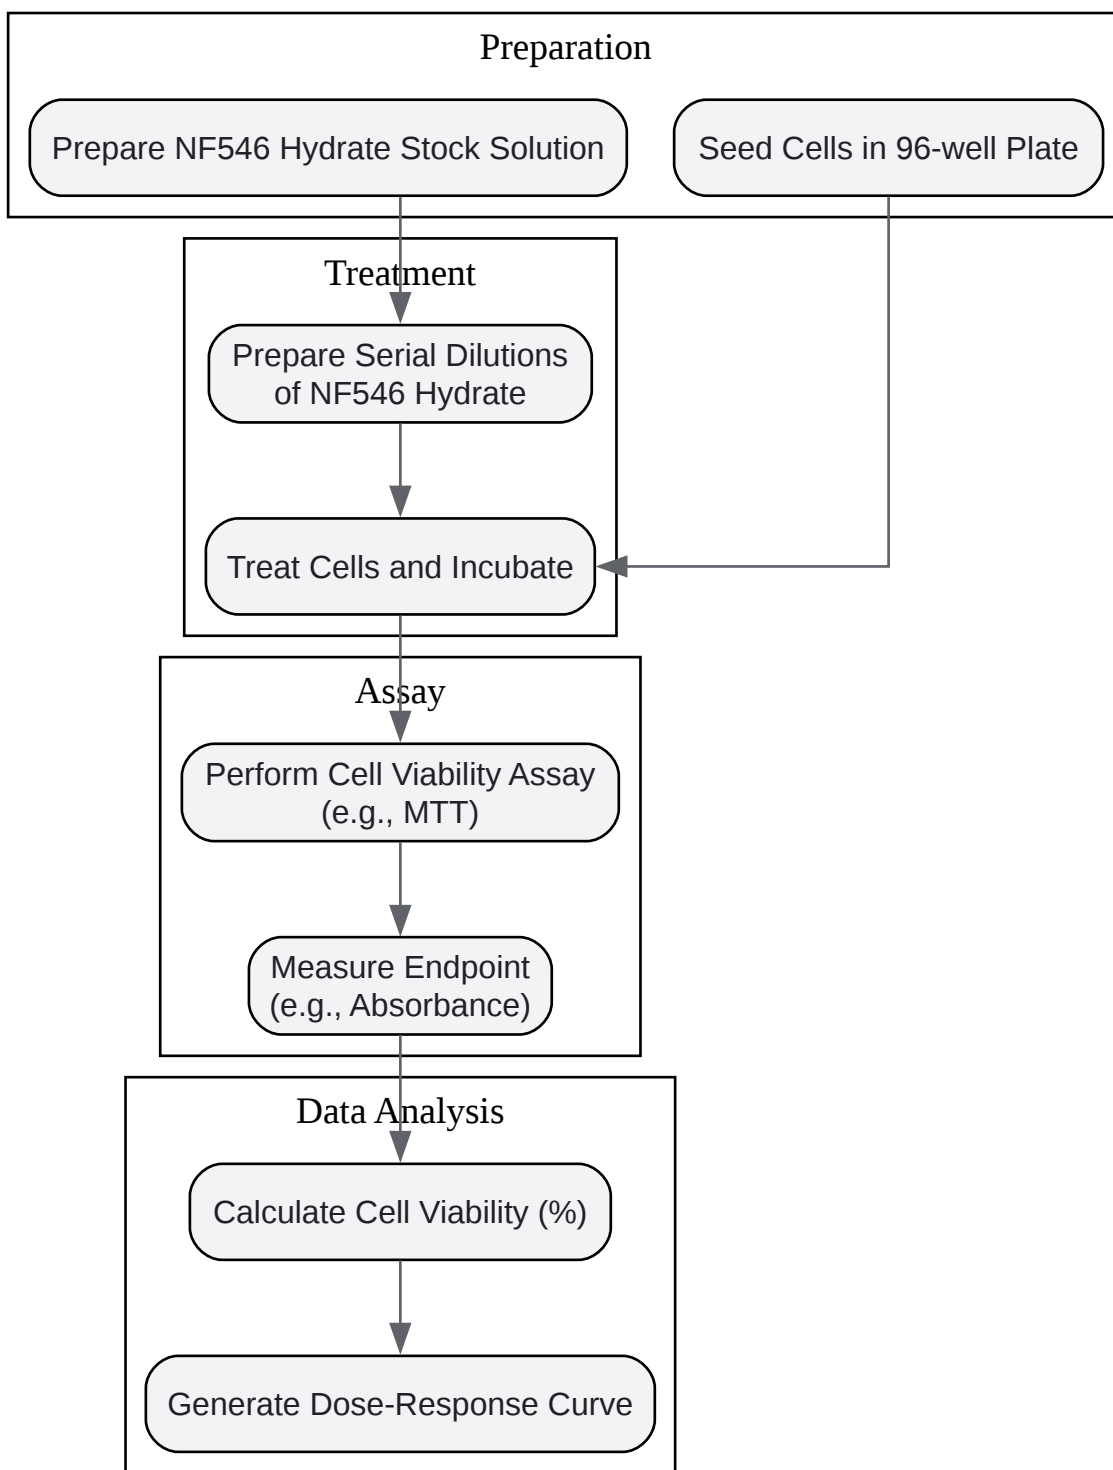 Preparation
Prepare NF546 Hydrate Stock Solution
Seed Cells in 96-well Plate
Treatment
Prepare Serial Dilutions
of NF546 Hydrate
Treat Cells and Incubate
Assay
Perform Cell Viability Assay
(e.g., MTT)
Measure Endpoint
(e.g., Absorbance)
Data Analysis
Calculate Cell Viability (%)
Generate Dose-Response Curve